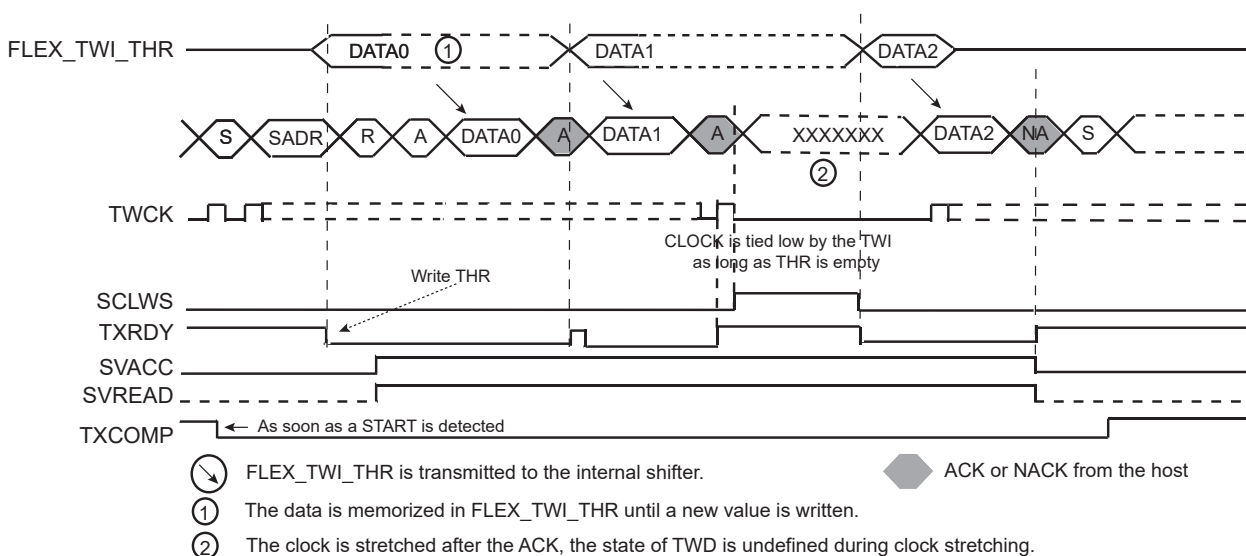 FLEX_TWI_THR DATA0 1 DATA1 DATA2
S SADR R A DATA0 A DATA1 A XXXXXXX DATA2 NA S
2
TWCK
CLOCK is tied low by the TWI
as long as THR is empty
Write THR
SCLWS
TXRDY
SVACC
SVREAD
TXCOMP As soon as a START is detected
FLEX_TWI_THR is transmitted to the internal shifter. ACK or NACK from the host
1 The data is memorized in FLEX_TWI_THR until a new value is written.
2 The clock is stretched after the ACK, the state of TWD is undefined during clock stretching.